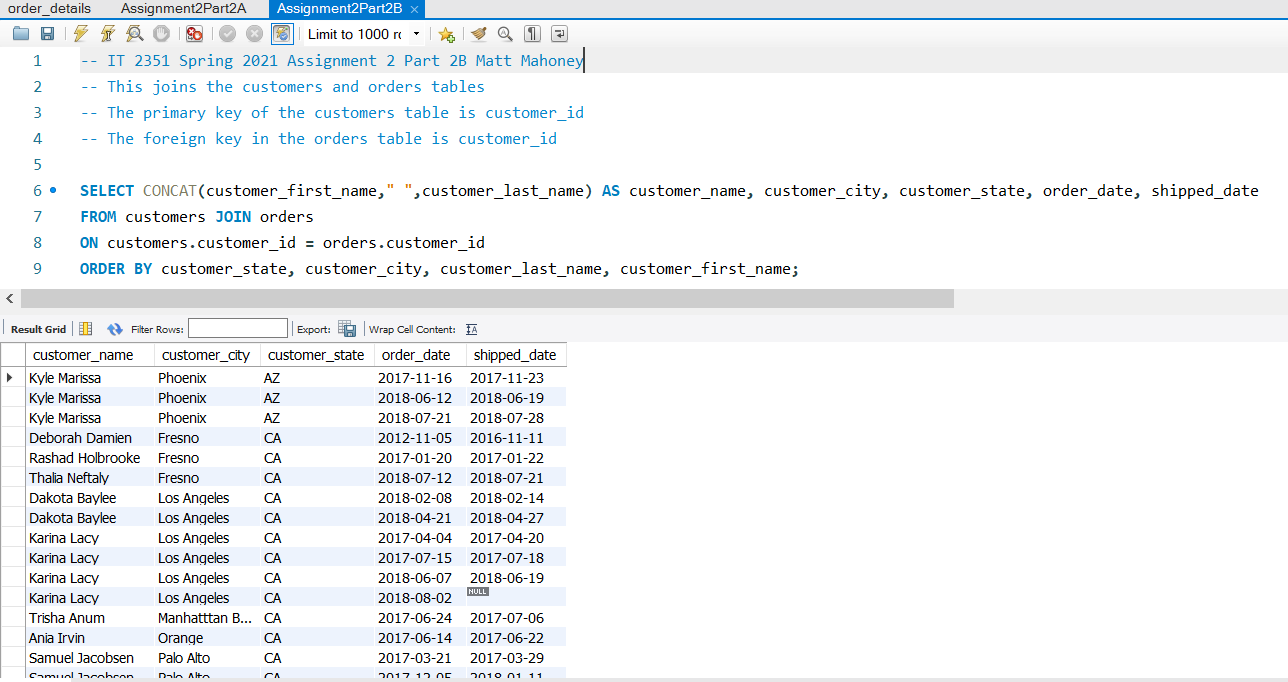 order_details Assignment2Part2A Assignment2Part2B ×
Limit to 1000 rc
1 -- IT 2351 Spring 2021 Assignment 2 Part 2B Matt Mahoney
2 -- This joins the customers and orders tables
3 -- The primary key of the customers table is customer_id
4 -- The foreign key in the orders table is customer_id
5
6 SELECT CONCAT(customer_first_name," ",customer_last_name) AS customer_name, customer_city, customer_state, order_date, shipped_date
7 FROM customers JOIN orders
8 ON customers.customer_id = orders.customer_id
9 ORDER BY customer_state, customer_city, customer_last_name, customer_first_name;
Result Grid Filter Rows: Export: Wrap Cell Content: IA
customer_name customer_city customer_state order_date shipped_date
Kyle Marissa Phoenix AZ 2017-11-16 2017-11-23
Kyle Marissa Phoenix AZ 2018-06-12 2018-06-19
Kyle Marissa Phoenix AZ 2018-07-21 2018-07-28
Deborah Damien Fresno CA 2012-11-05 2016-11-11
Rashad Holbrooke Fresno CA 2017-01-20 2017-01-22
Thalia Neftaly Fresno CA 2018-07-12 2018-07-21
Dakota Baylee Los Angeles CA 2018-02-08 2018-02-14
Dakota Baylee Los Angeles CA 2018-04-21 2018-04-27
Karina Lacy Los Angeles CA 2017-04-04 2017-04-20
Karina Lacy Los Angeles CA 2017-07-15 2017-07-18
Karina Lacy Los Angeles CA 2018-06-07 2018-06-19
Karina Lacy Los Angeles CA 2018-08-02 NULL
Trisha Anum Manhatttan B... CA 2017-06-24 2017-07-06
Ania Irvin Orange CA 2017-06-14 2017-06-22
Samuel Jacobsen Palo Alto CA 2017-03-21 2017-03-29
Samuel Jacobsen Palo Alto CA 2017-12-05 2018-01-11